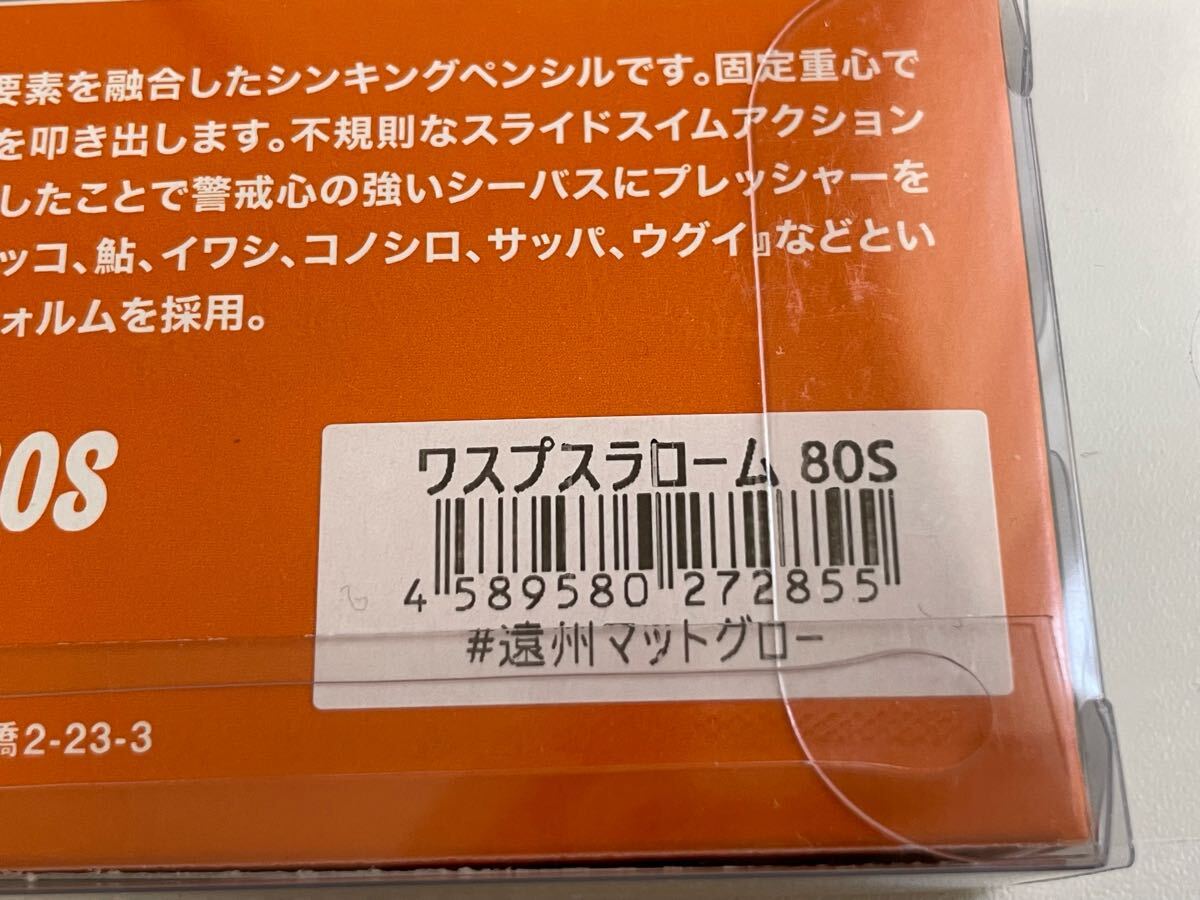 要素を融合したシンキングペンシルです。固定重心で
を叩き出します。不規則なスライドスイムアクション
したことで警戒心の強いシーバスにプレッシャーを
ッコ、鮎、イワシ、コノシロ、サッパ、ウグイ』などとい
ォルムを採用。
80S
ワスプスラローム 80S
4 589580 272855
#遠州マットグロー
橋2-23-3